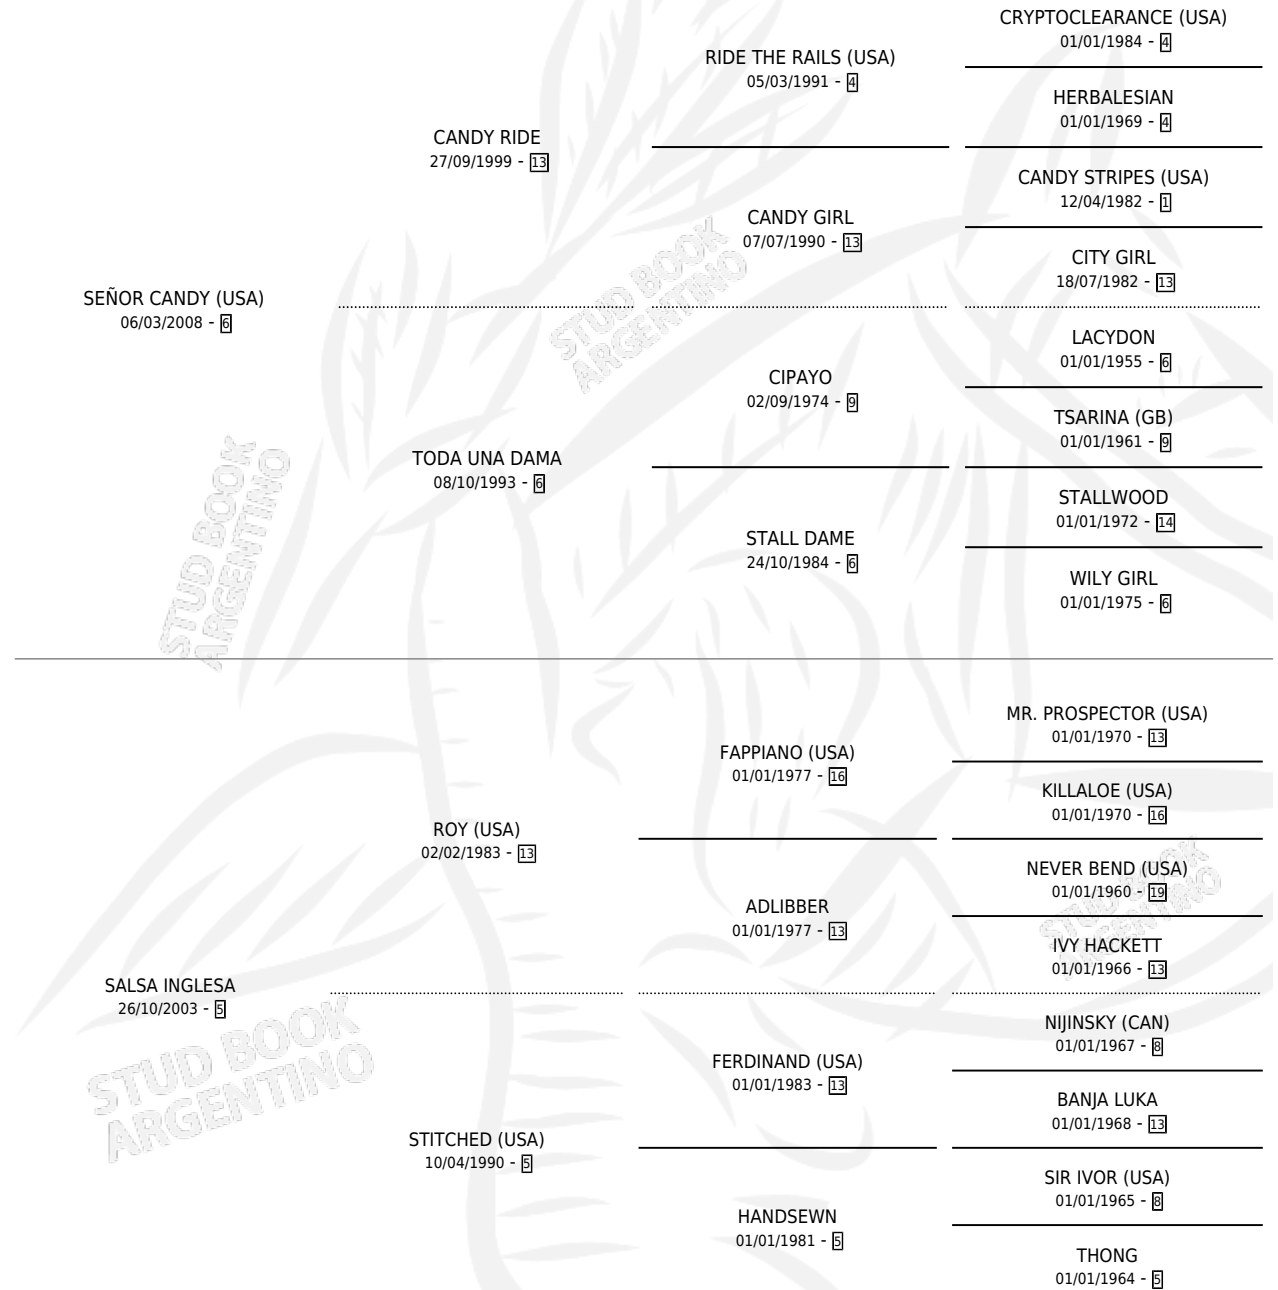 CRYPTOCLEARANCE (USA)
01/01/1984 - 4
RIDE THE RAILS (USA)
05/03/1991 - 4
HERBALESIAN
01/01/1969 - 4
CANDY RIDE
27/09/1999 - 13
CANDY STRIPES (USA)
12/04/1982 - 1
CANDY GIRL
07/07/1990 - 13
CITY GIRL
18/07/1982 - 13
SEÑOR CANDY (USA)
06/03/2008 - 6
LACYDON
01/01/1955 - 6
CIPAYO
02/09/1974 - 9
TSARINA (GB)
01/01/1961 - 9
TODA UNA DAMA
08/10/1993 - 6
STALLWOOD
01/01/1972 - 14
STALL DAME
24/10/1984 - 6
WILY GIRL
01/01/1975 - 6
MR. PROSPECTOR (USA)
01/01/1970 - 13
FAPPIANO (USA)
01/01/1977 - 16
KILLALOE (USA)
01/01/1970 - 16
ROY (USA)
02/02/1983 - 13
NEVER BEND (USA)
01/01/1960 - 19
ADLIBBER
01/01/1977 - 13
IVY HACKETT
01/01/1966 - 13
SALSA INGLESA
26/10/2003 - 5
NIJINSKY (CAN)
01/01/1967 - 8
FERDINAND (USA)
01/01/1983 - 13
BANJA LUKA
01/01/1968 - 13
STITCHED (USA)
10/04/1990 - 5
SIR IVOR (USA)
01/01/1965 - 8
HANDSEWN
01/01/1981 - 5
THONG
01/01/1964 - 5
STUD BOOK
ARGENTINO
STUD BOOK
ARGENTINO
STUD BOOK
ARGENTINO
STUD BOOK
ARGENTINO